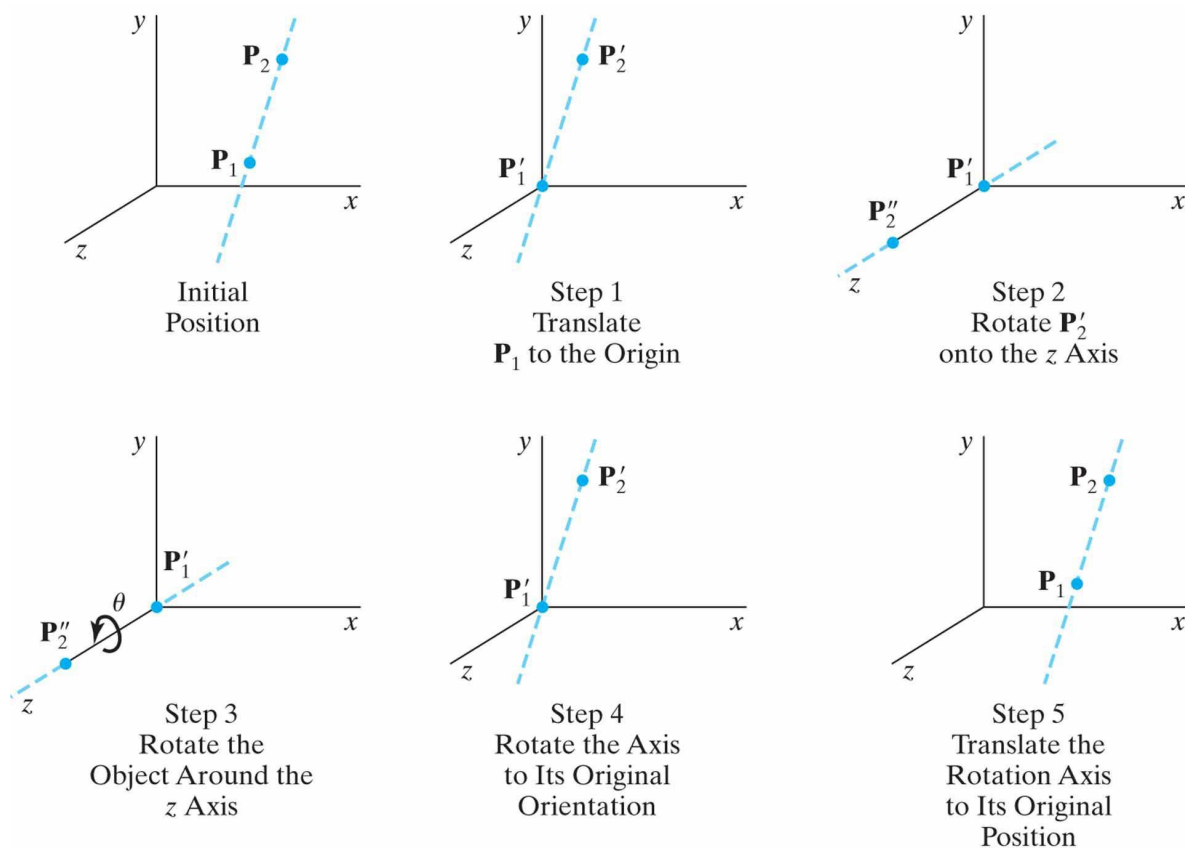 y
P₂
P₁
x
z
Initial
Position
y
P′₂
P′₁
x
z
Step 1
Translate
P₁ to the Origin
y
P′₁
P″₂
x
z
Step 2
Rotate P′₂
onto the z Axis
y
P′₁
θ
P″₂
x
z
Step 3
Rotate the
Object Around the
z Axis
y
P′₂
P′₁
x
z
Step 4
Rotate the Axis
to Its Original
Orientation
y
P₂
P₁
x
z
Step 5
Translate the
Rotation Axis
to Its Original
Position